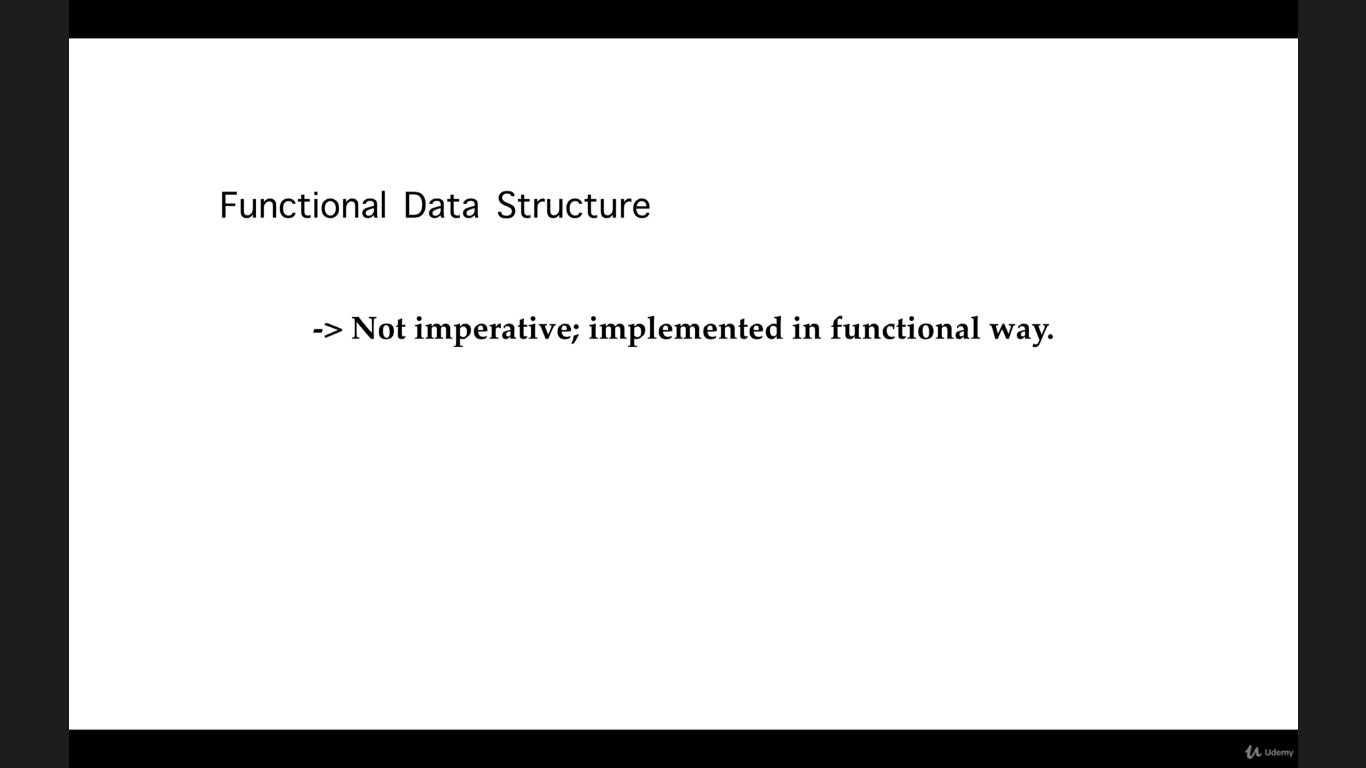 Functional Data Structure
-> Not imperative; implemented in functional way.
Udemy